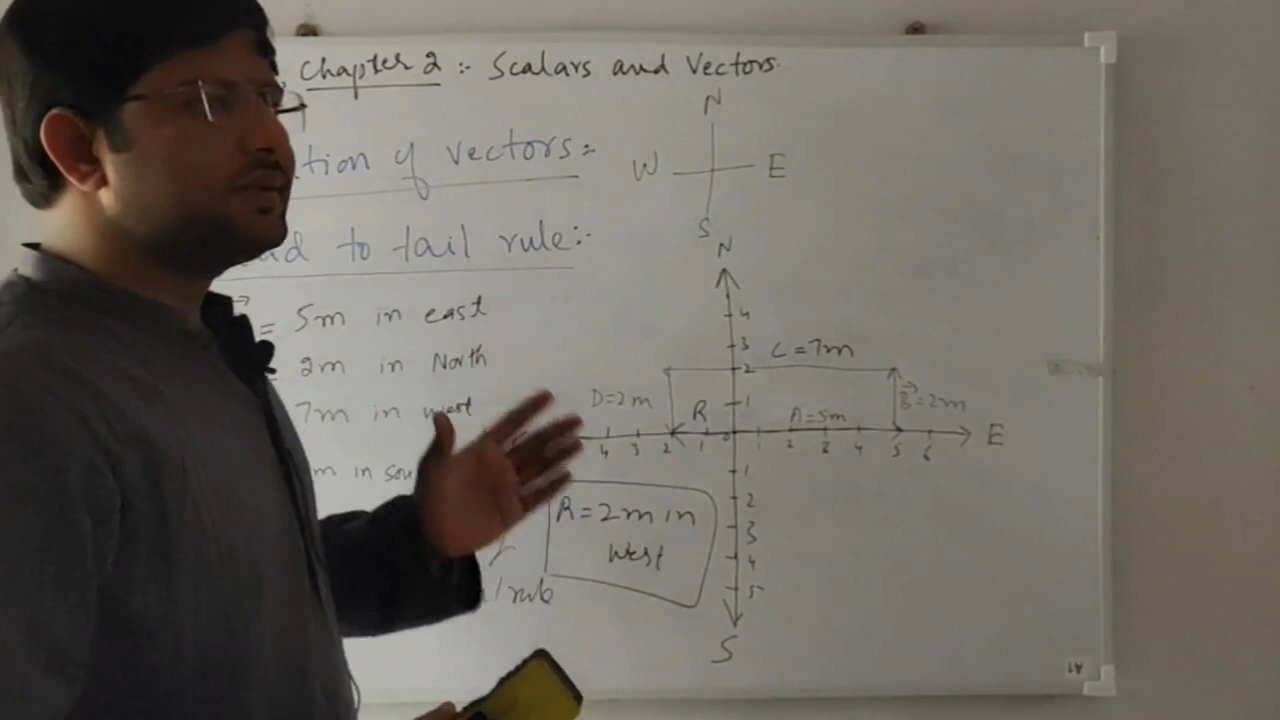 Chapter 2 :- Scalars and Vectors.
of vectors:-
to tail rule:-
= 5m in east
2m in North
7m in west
m in
N
W E
S
N
4
3
2
1
C=7m
D=2m
R
A=5m
B=2m
4 3 2 1 0 1 2 3 4 5 6 E
1
2
3
4
5
S
R=2m in
West
rule
A1